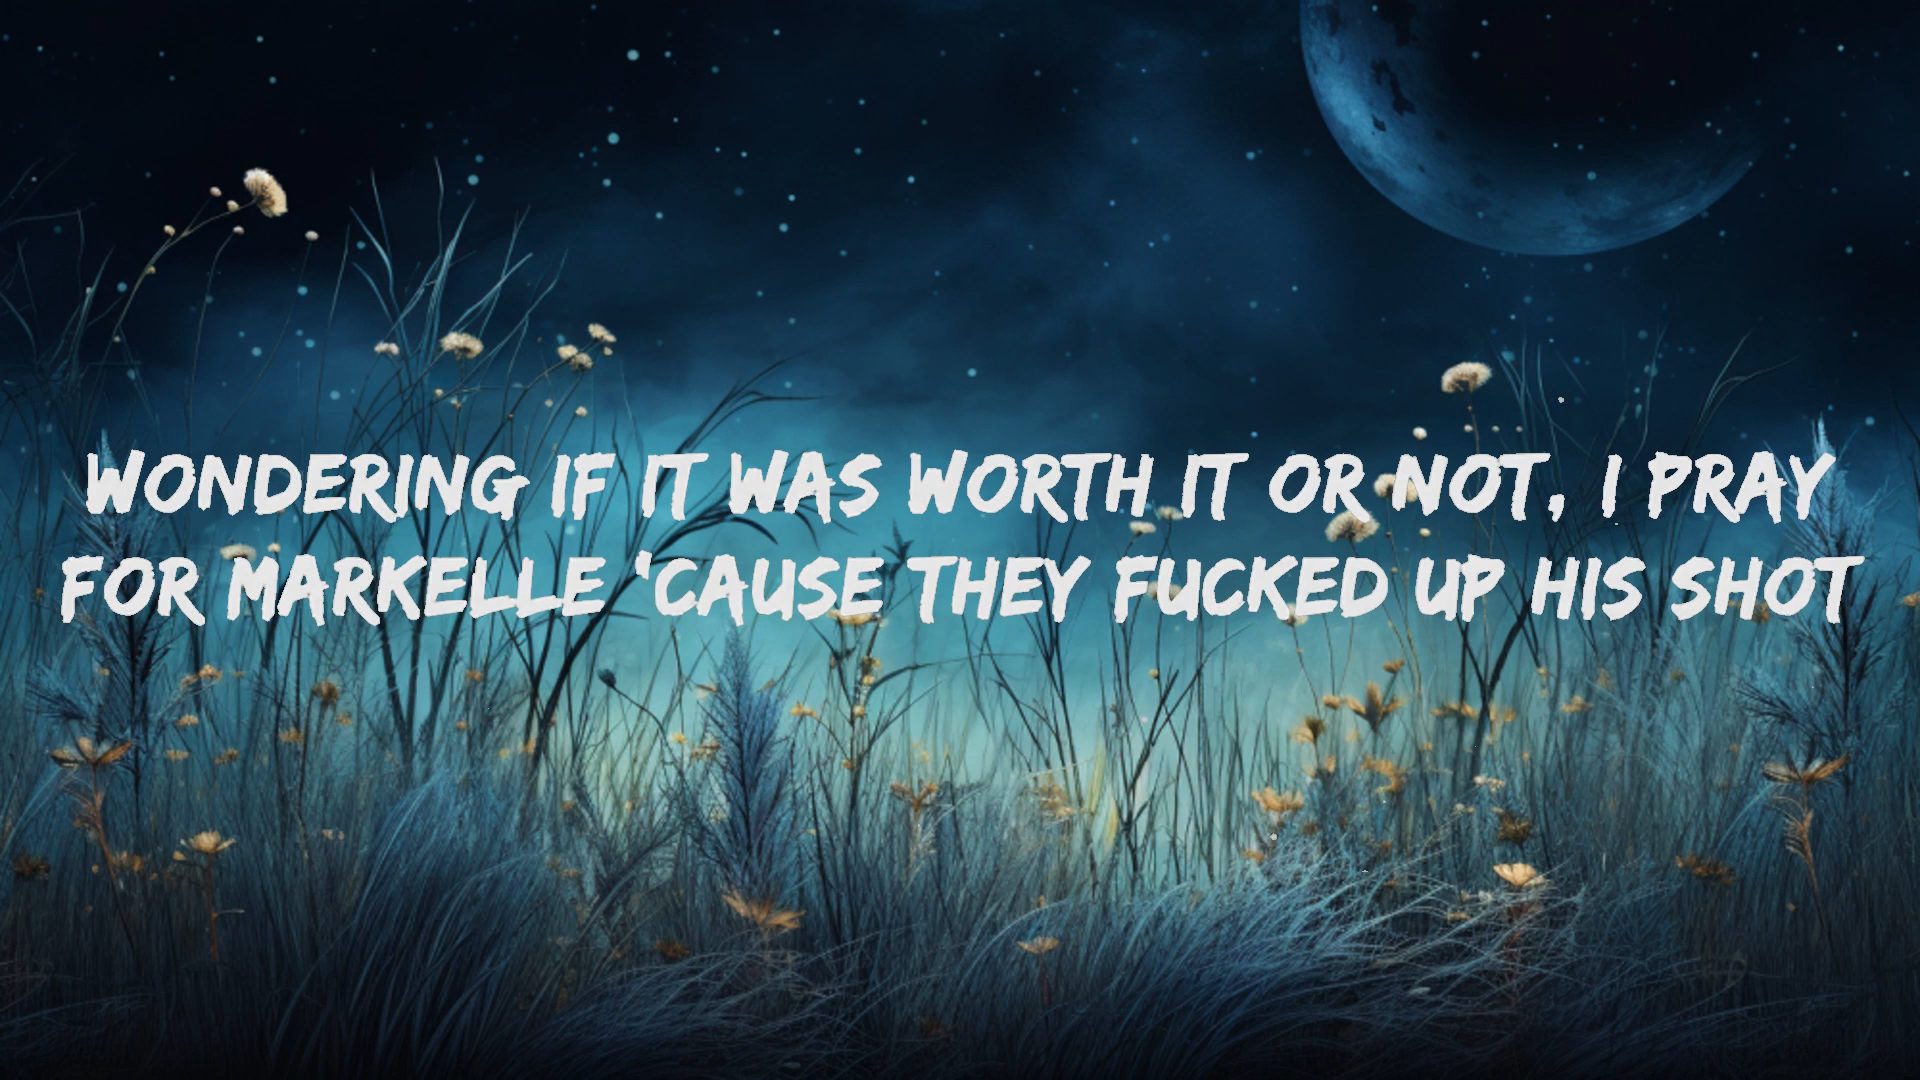 WONDERING IF IT WAS WORTH IT OR NOT, I PRAY
FOR MARKELLE 'CAUSE THEY FUCKED UP HIS SHOT